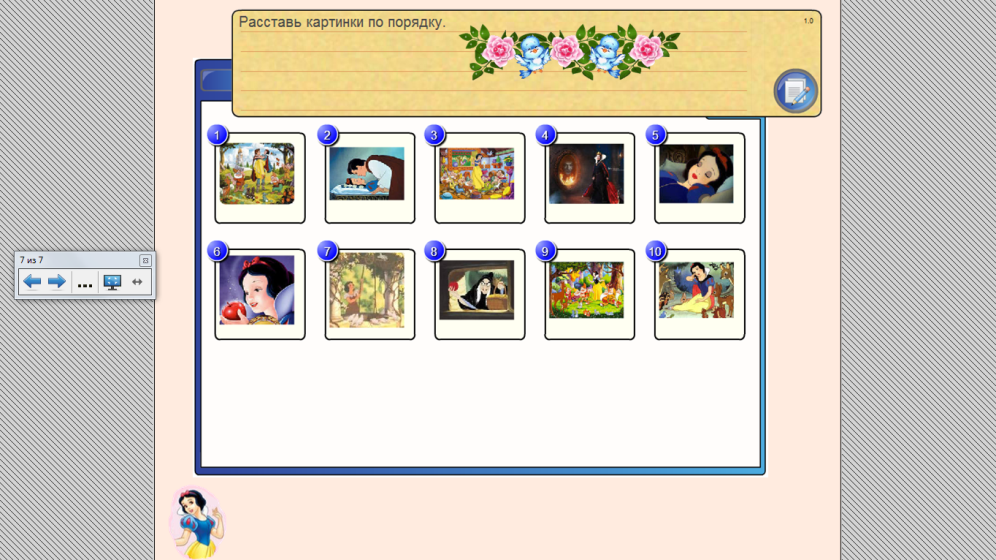 Расставь картинки по порядку.
1.0
1 2 3 4 5
7 из 7
6 7 8 9 10